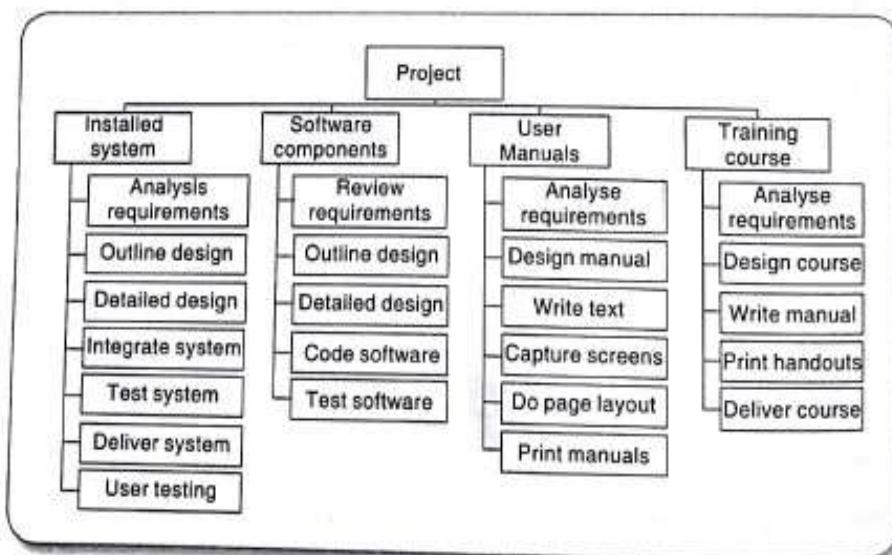 Project
Installed
system
Analysis
requirements
Outline design
Detailed design
Integrate system
Test system
Deliver system
User testing
Software
components
Review
requirements
Outline design
Detailed design
Code software
Test software
User
Manuals
Analyse
requirements
Design manual
Write text
Capture screens
Do page layout
Print manuals
Training
course
Analyse
requirements
Design course
Write manual
Print handouts
Deliver course